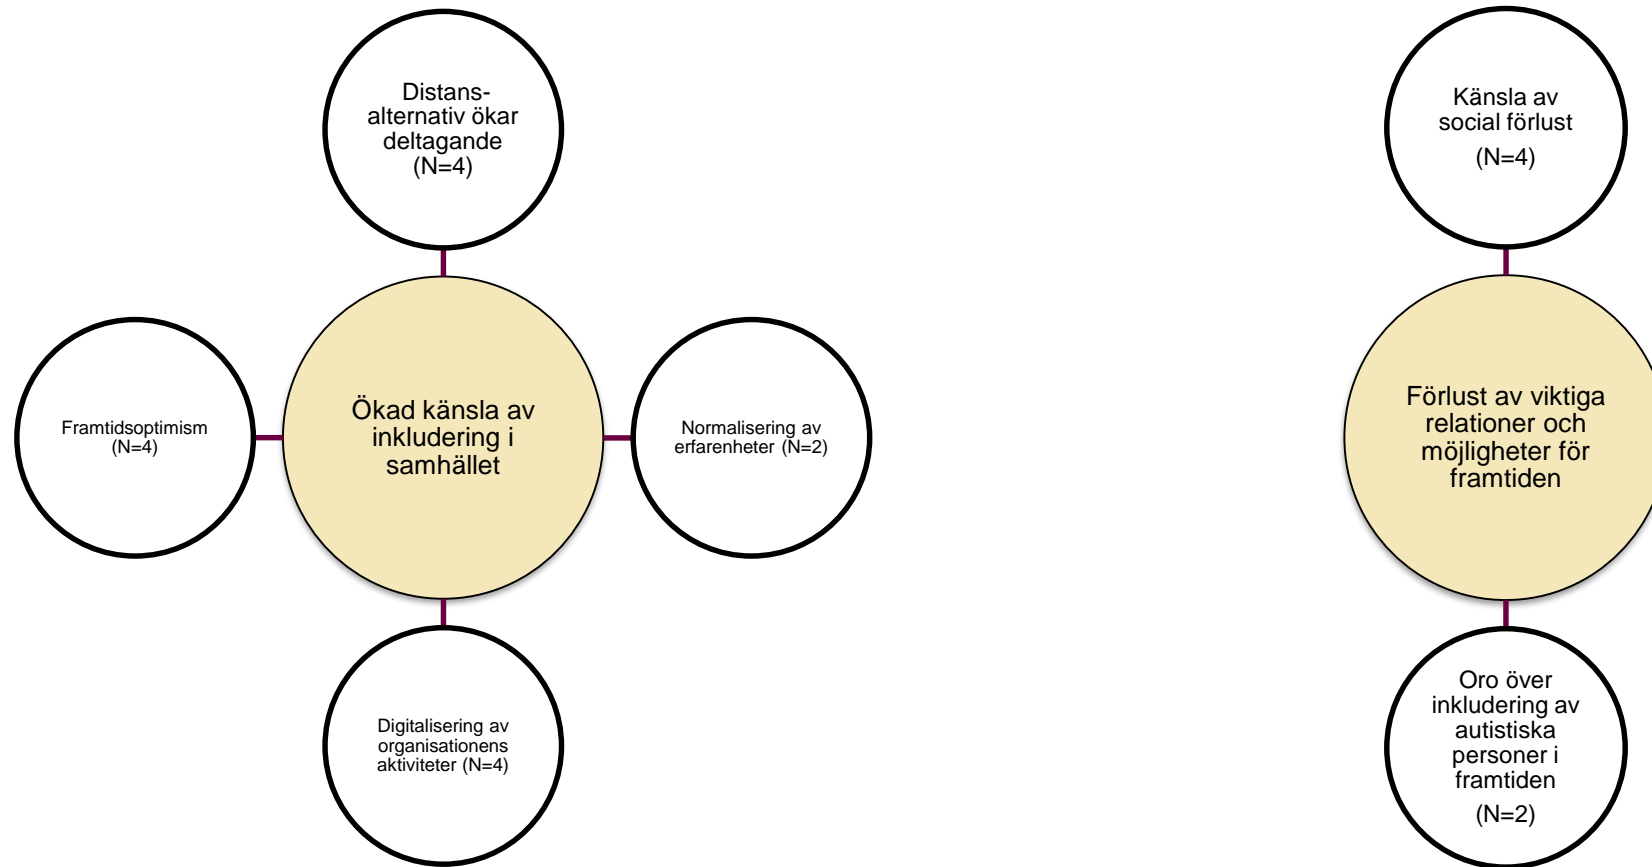 Distans-
alternativ ökar
deltagande
(N=4)
Framtidsoptimism
(N=4)
Ökad känsla av
inkludering i
samhället
Normalisering av
erfarenheter (N=2)
Digitalisering av
organisationens
aktiviteter (N=4)
Känsla av
social förlust
(N=4)
Förlust av viktiga
relationer och
möjligheter för
framtiden
Oro över
inkludering av
autistiska
personer i
framtiden
(N=2)